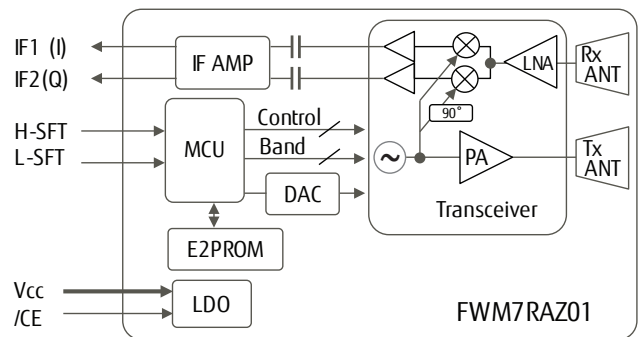 IF1 (I)
IF2(Q)
IF AMP
LNA
Rx
ANT
90°
H-SFT
L-SFT
MCU
Control
Band
DAC
~
PA
Tx
ANT
Transceiver
E2PROM
Vcc
/CE
LDO
FWM7RAZ01